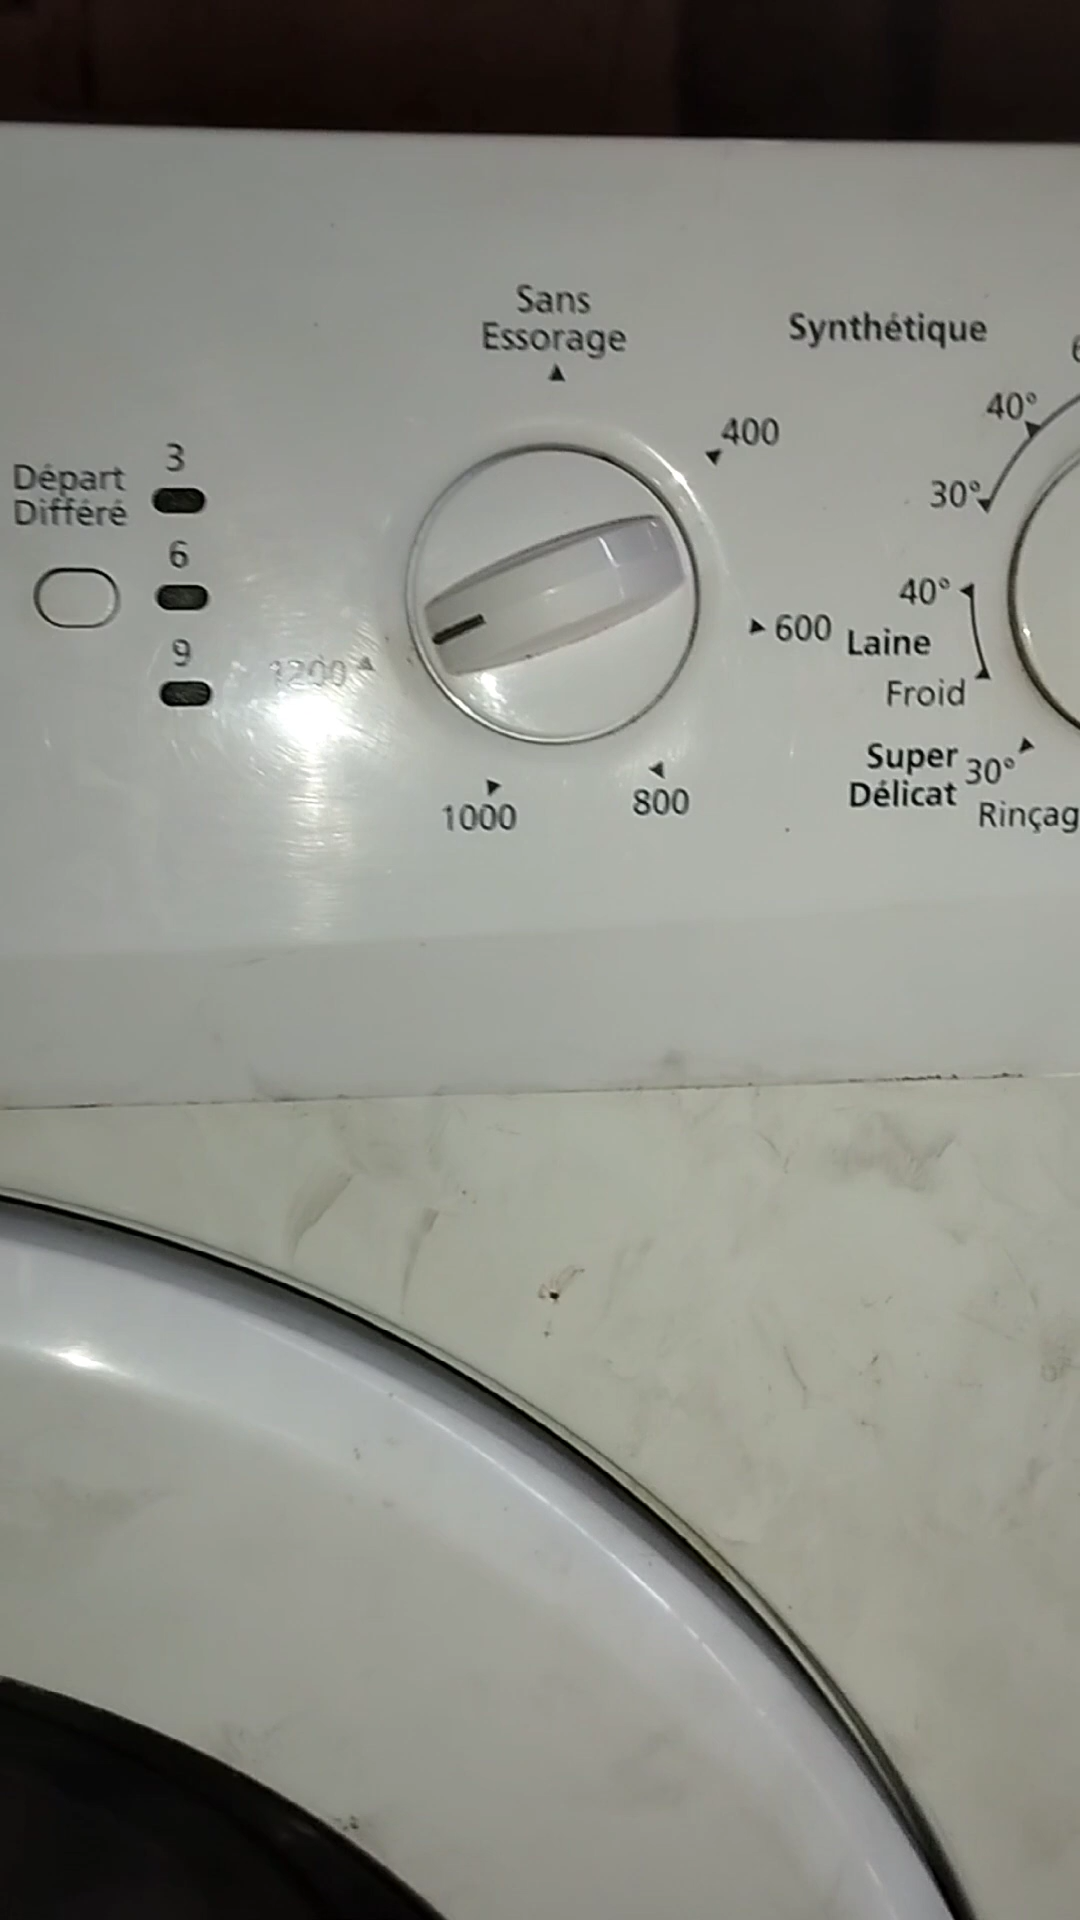 Sans
Essorage
Synthétique
400
40°
3
Départ
Différé
30°
6
40°
600
Laine
9
1200
Froid
Super
Délicat
30°
Rinçag
1000
800